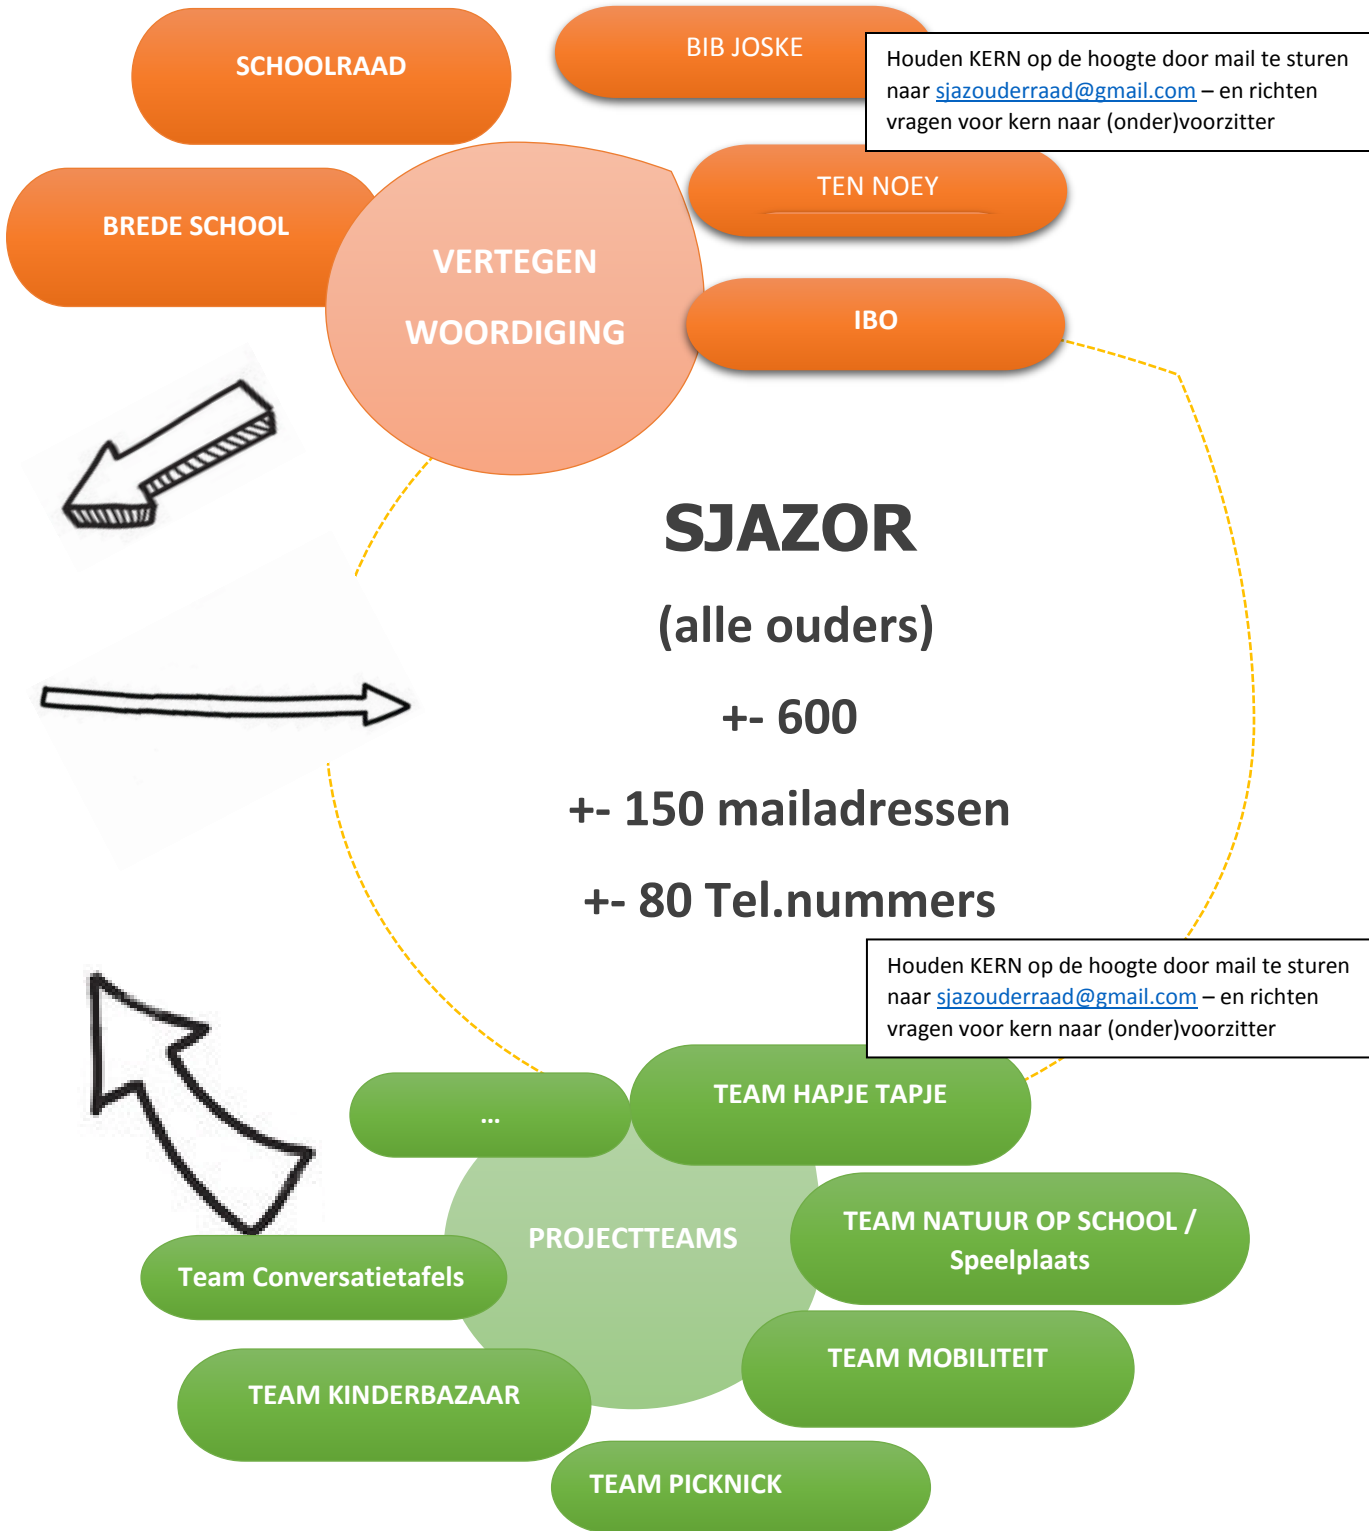 SCHOOLRAAD
BIB JOSKE
Houden KERN op de hoogte door mail te sturen
naar sjazouderraad@gmail.com – en richten
vragen voor kern naar (onder)voorzitter
TEN NOEY
BREDE SCHOOL
VERTEGEN
WOORDIGING
IBO
SJAZOR
(alle ouders)
+- 600
+- 150 mailadressen
+- 80 Tel.nummers
Houden KERN op de hoogte door mail te sturen
naar sjazouderraad@gmail.com – en richten
vragen voor kern naar (onder)voorzitter
TEAM HAPJE TAPJE
...
PROJECTTEAMS
TEAM NATUUR OP SCHOOL /
Speelplaats
Team Conversatietafels
TEAM MOBILITEIT
TEAM KINDERBAZAAR
TEAM PICKNICK